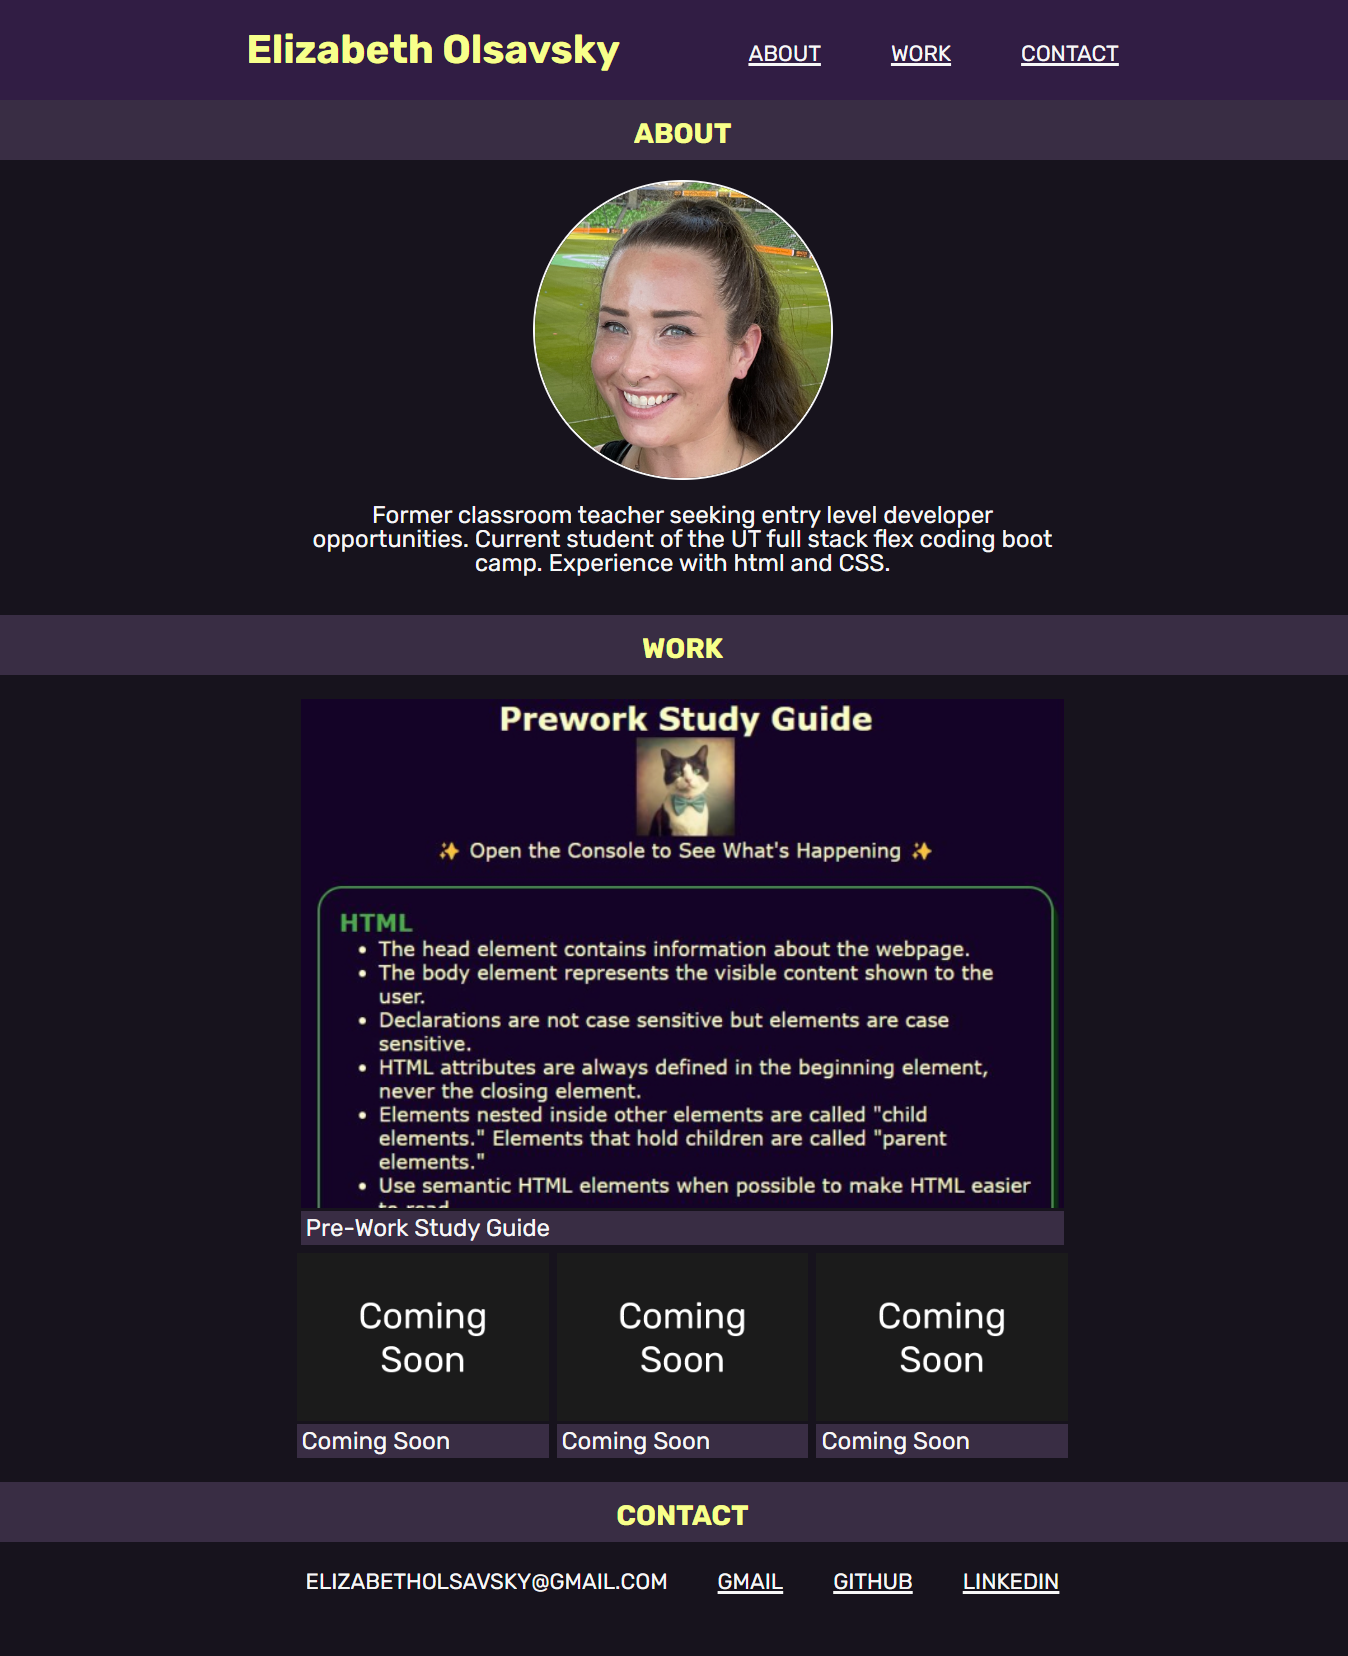 Elizabeth Olsavsky
ABOUT
WORK
CONTACT
ABOUT
Former classroom teacher seeking entry level developer
opportunities. Current student of the UT full stack flex coding boot
camp. Experience with html and CSS.
WORK
Prework Study Guide
✨ Open the Console to See What's Happening ✨
HTML
• The head element contains information about the webpage.
• The body element represents the visible content shown to the
user.
• Declarations are not case sensitive but elements are case
sensitive.
• HTML attributes are always defined in the beginning element,
never the closing element.
• Elements nested inside other elements are called "child
elements." Elements that hold children are called "parent
elements."
• Use semantic HTML elements when possible to make HTML easier
to read
Pre-Work Study Guide
Coming
Soon
Coming
Soon
Coming
Soon
Coming Soon
Coming Soon
Coming Soon
CONTACT
ELIZABETHOLSAVSKY@GMAIL.COM
GMAIL
GITHUB
LINKEDIN